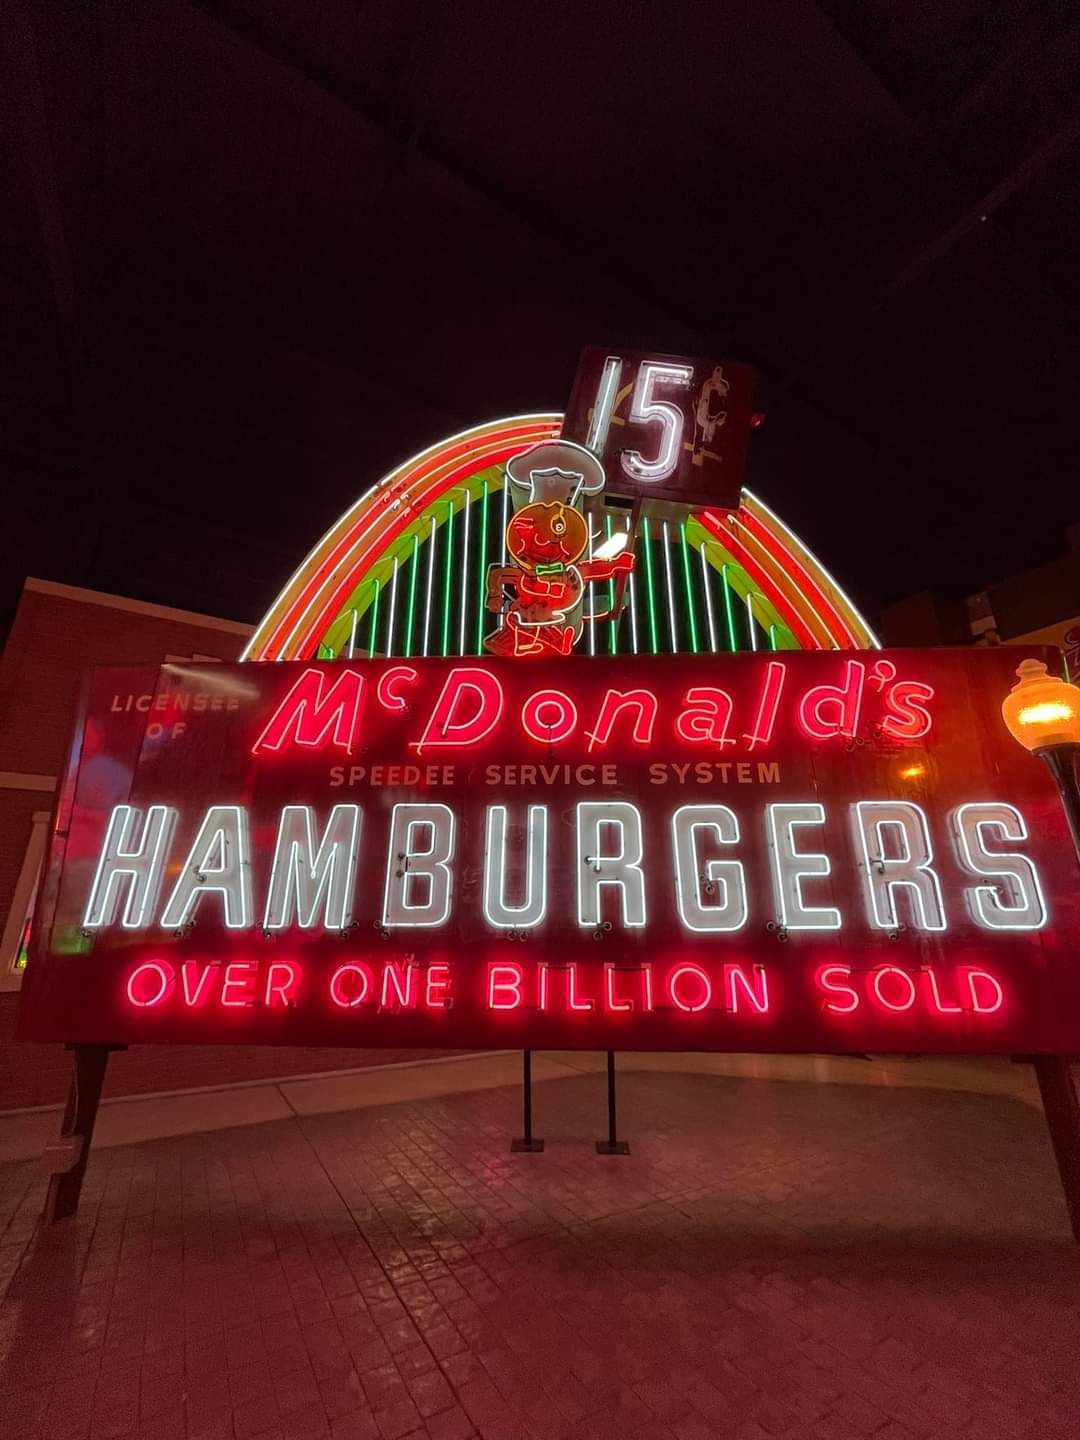 15¢
LICENSEE
OF
McDonald's
SPEEDEE SERVICE SYSTEM
HAMBURGERS
OVER ONE BILLION SOLD